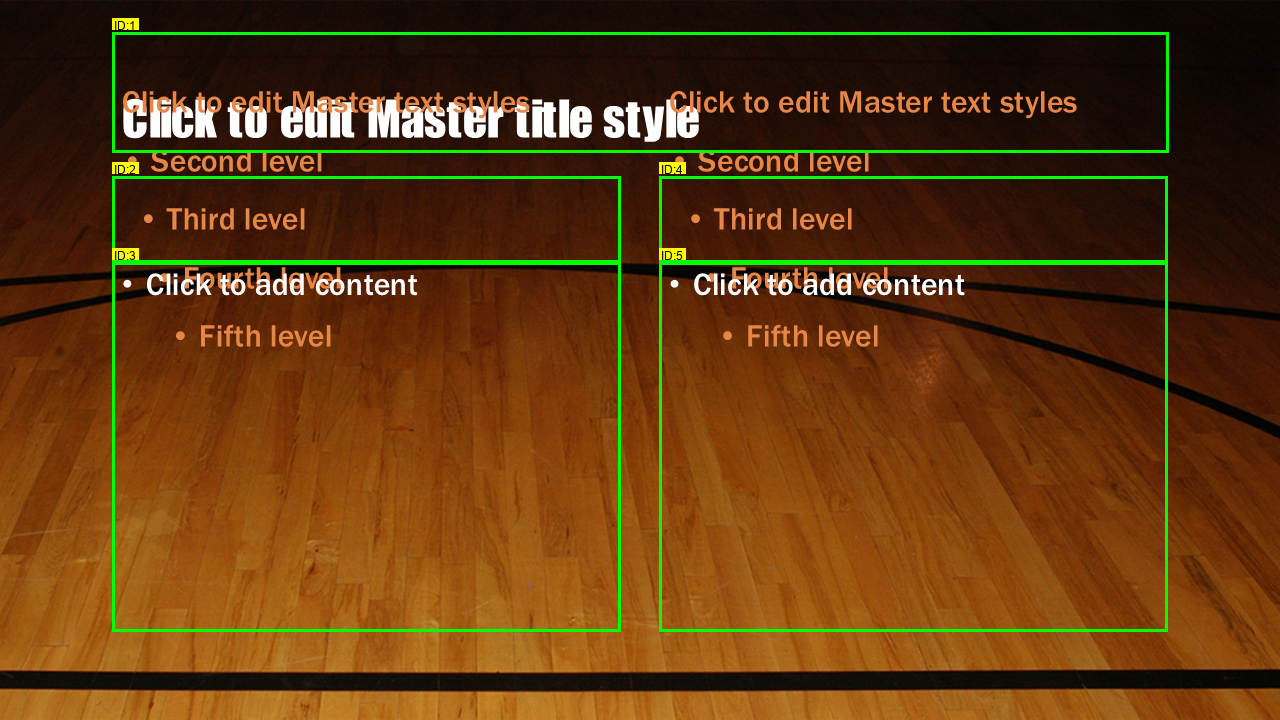 ID:1
Click to edit Master title style
ID:2
Click to edit Master text styles
• Second level
• Third level
• Fourth level
• Fifth level
ID:3
• Click to add content
ID:4
Click to edit Master text styles
• Second level
• Third level
• Fourth level
• Fifth level
ID:5
• Click to add content